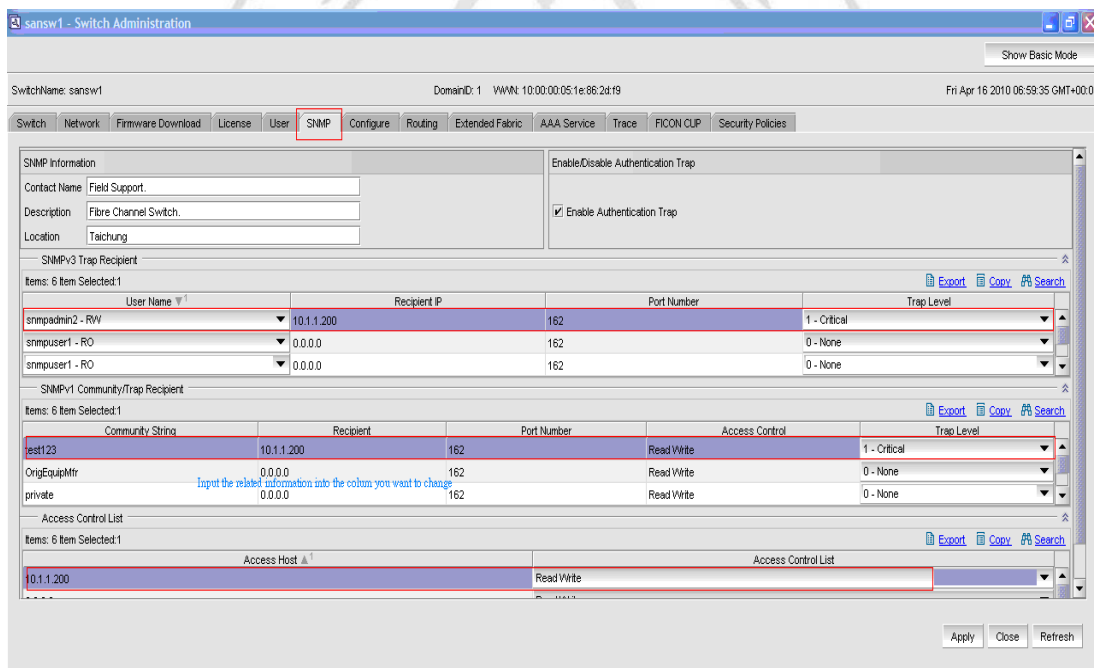 sansw1 - Switch Administration
Show Basic Mode
SwitchName: sansw1 DomainID: 1 WWN: 10:00:00:05:1e:86:2d:f9 Fri Apr 16 2010 06:59:35 GMT+00:0
Switch Network Firmware Download License User SNMP Configure Routing Extended Fabric AAA Service Trace FICON CUP Security Policies
SNMP Information Enable/Disable Authentication Trap
Contact Name Field Support.
Description Fibre Channel Switch. Enable Authentication Trap
Location Taichung
SNMPv3 Trap Recipient
Items: 6 Item Selected:1 Export Copy Search
User Name 1 Recipient IP Port Number Trap Level
snmpadmin2 - RW 10.1.1.200 162 1 - Critical
snmpuser1 - RO 0.0.0.0 162 0 - None
snmpuser1 - RO 0.0.0.0 162 0 - None
SNMPv1 Community/Trap Recipient
Items: 6 Item Selected:1 Export Copy Search
Community String Recipient Port Number Access Control Trap Level
test123 10.1.1.200 162 Read Write 1 - Critical
OrigEquipMfr 0.0.0.0 162 Read Write 0 - None
Input the related information into the colum you want to change
private 0.0.0.0 162 Read Write 0 - None
Access Control List
Items: 6 Item Selected:1 Export Copy Search
Access Host 1 Access Control List
10.1.1.200 Read Write
Apply Close Refresh